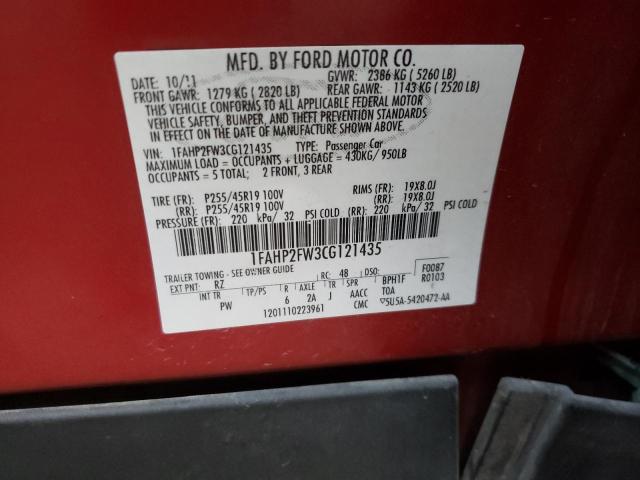 MFD. BY FORD MOTOR CO.
DATE: 10/11 GVWR: 2386 KG ( 5260 LB)
FRONT GAWR: 1279 KG ( 2820 LB) REAR GAWR: 1143 KG ( 2520 LB)
THIS VEHICLE CONFORMS TO ALL APPLICABLE FEDERAL MOTOR
VEHICLE SAFETY, BUMPER, AND THEFT PREVENTION STANDARDS
IN EFFECT ON THE DATE OF MANUFACTURE SHOWN ABOVE.
VIN: 1FAHP2FW3CG121435 TYPE: Passenger Car
MAXIMUM LOAD = OCCUPANTS + LUGGAGE = 430KG/950LB
OCCUPANTS = 5 TOTAL; 2 FRONT, 3 REAR
TIRE (FR): P255/45R19 100V RIMS (FR): 19X8.0J
(RR): P255/45R19 100V (RR): 19X8.0J
PRESSURE (FR): 220 kPa/ 32 PSI COLD (RR): 220 kPa/ 32 PSI COLD
1FAHP2FW3CG121435
TRAILER TOWING - SEE OWNER GUIDE
EXT PNT: RZ RC: 48 DSO: F0087
INT TR TP/PS R AXLE TR SPR BPH1F R0103
PW 6 2A J AACC TOA
1201110223961 CMC ▽5U5A-5420472-AA